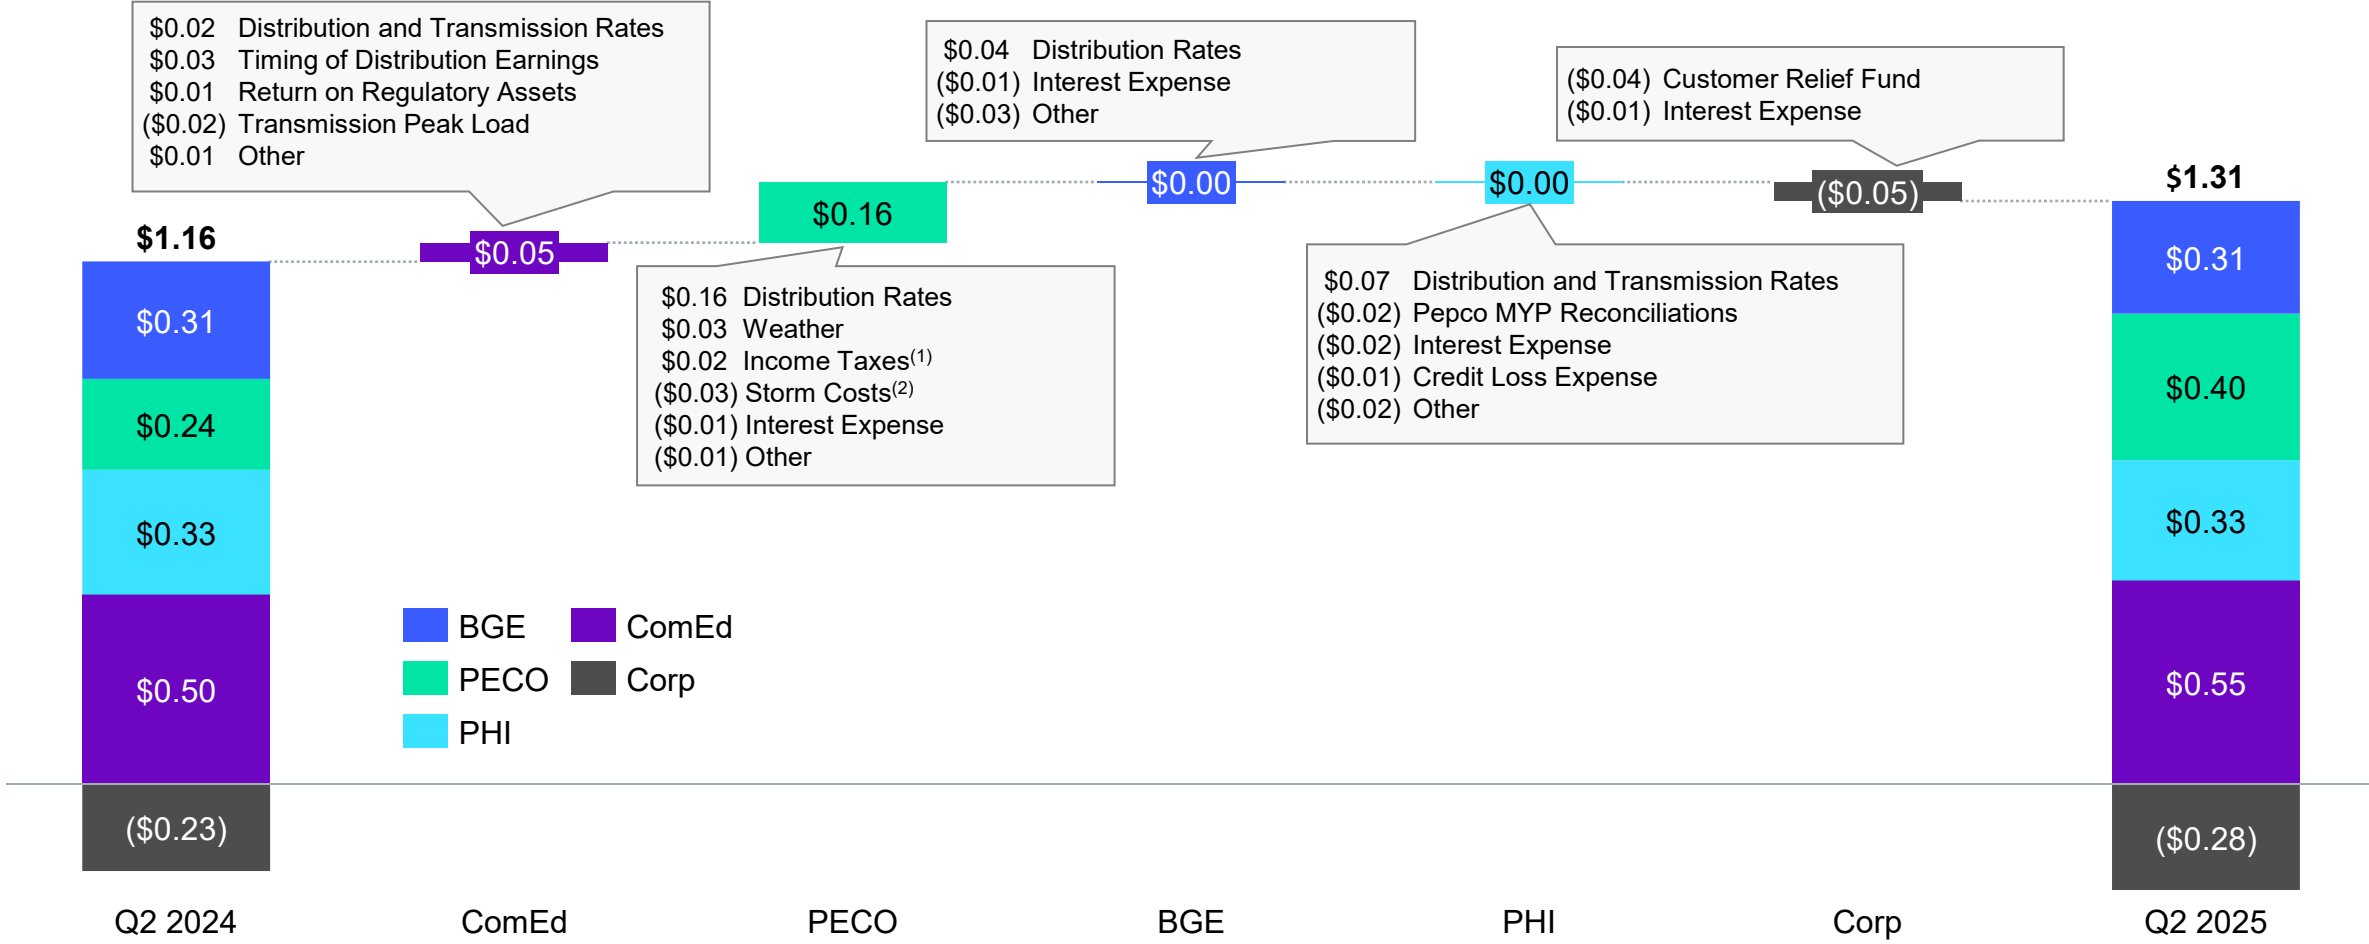 $0.02 Distribution and Transmission Rates
$0.03 Timing of Distribution Earnings
$0.01 Return on Regulatory Assets
($0.02) Transmission Peak Load
$0.01 Other
$0.04 Distribution Rates
($0.01) Interest Expense
($0.03) Other
($0.04) Customer Relief Fund
($0.01) Interest Expense
$1.16
$0.05
$0.16
$0.00
$0.00
($0.05)
$1.31
$0.16 Distribution Rates
$0.03 Weather
$0.02 Income Taxes(1)
($0.03) Storm Costs(2)
($0.01) Interest Expense
($0.01) Other
$0.07 Distribution and Transmission Rates
($0.02) Pepco MYP Reconciliations
($0.02) Interest Expense
($0.01) Credit Loss Expense
($0.02) Other
$0.31
$0.24
$0.33
$0.50
($0.23)
BGE
ComEd
PECO
Corp
PHI
$0.31
$0.40
$0.33
$0.55
($0.28)
Q2 2024
ComEd
PECO
BGE
PHI
Corp
Q2 2025